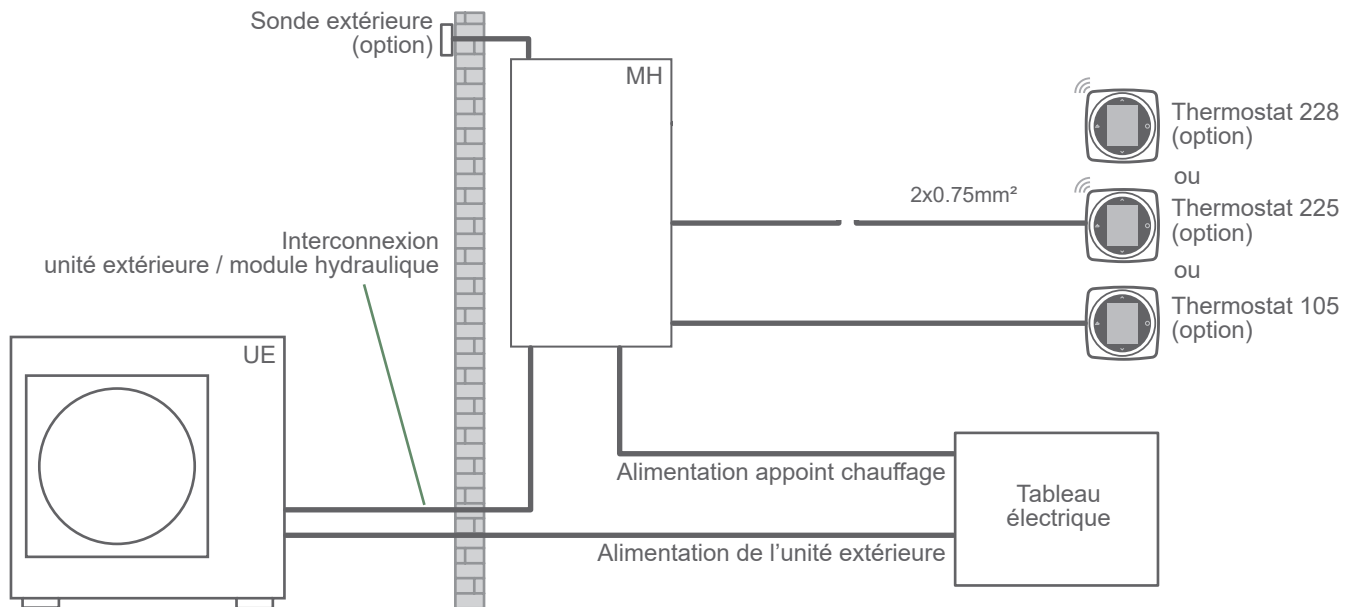 Sonde extérieure
(option)
MH
Thermostat 228
(option)
ou
2x0.75mm²
Thermostat 225
(option)
Interconnexion
unité extérieure / module hydraulique
ou
Thermostat 105
(option)
UE
Alimentation appoint chauffage
Tableau
électrique
Alimentation de l’unité extérieure